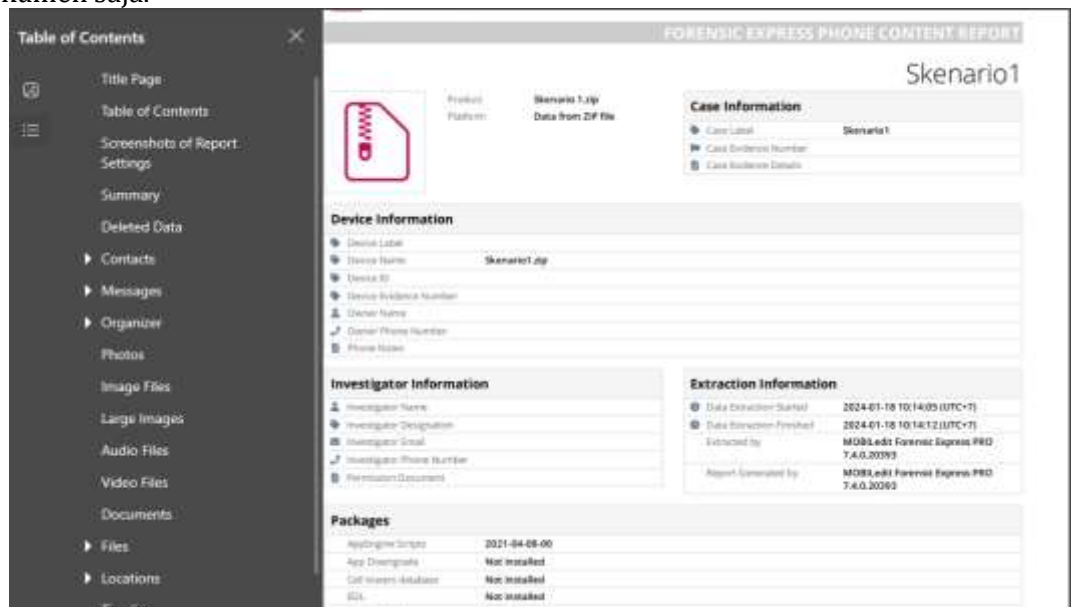 Table of Contents
Title Page
Table of Contents
Screenshots of Report
Settings
Summary
Deleted Data
Contacts
Messages
Organizer
Photos
Image Files
Large Images
Audio Files
Video Files
Documents
Files
Locations
FORENSIC EXPRESS PHONE CONTENT REPORT
Skenario1
Product Skenario 1.zip
Platform Data from ZIP file
Case Information
Case Label Skenario1
Case Evidence Number
Case Evidence Details
Device Information
Device Label
Device Name Skenario1.zip
Device ID
Device Evidence Number
Owner Name
Owner Phone Number
Phone Notes
Investigator Information
Investigator Name
Investigator Designation
Investigator Email
Investigator Phone Number
Permission Document
Extraction Information
Data Extraction Started 2024-01-18 10:14:05 (UTC+7)
Data Extraction Finished 2024-01-18 10:14:12 (UTC+7)
Extracted by MOBILedit Forensic Express PRO
7.4.0.20393
Report Generated by MOBILedit Forensic Express PRO
7.4.0.20393
Packages
AppEngine Scripts 2021-04-08-00
App Downgrade Not installed
Not installed
Not installed